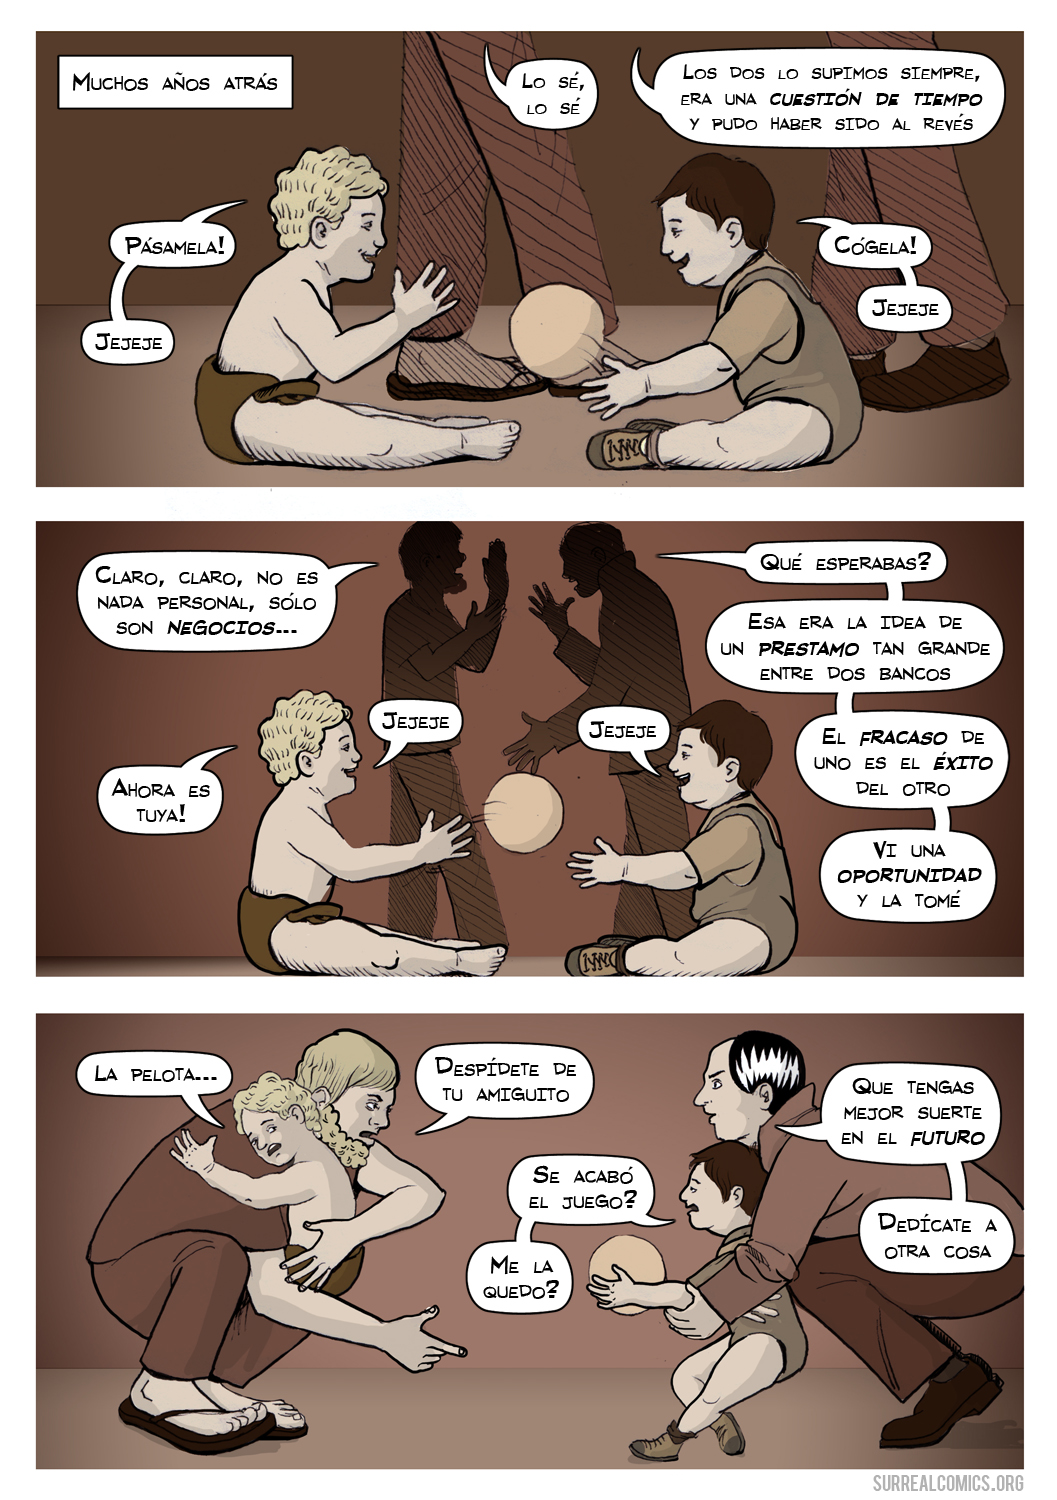 Muchos años atrás
Lo sé,
lo sé
Los dos lo supimos siempre,
era una cuestión de tiempo
y pudo haber sido al revés
Pásamela!
Jejeje
Cógela!
Jejeje
Claro, claro, no es
nada personal, sólo
son negocios...
Qué esperabas?
Esa era la idea de
un prestamo tan grande
entre dos bancos
El fracaso de
uno es el éxito
del otro
Vi una
oportunidad
y la tomé
Jejeje
Jejeje
Ahora es
tuya!
La pelota...
Despídete de
tu amiguito
Que tengas
mejor suerte
en el futuro
Dedícate a
otra cosa
Se acabó
el juego?
Me la
quedo?
SURREALCOMICS.ORG